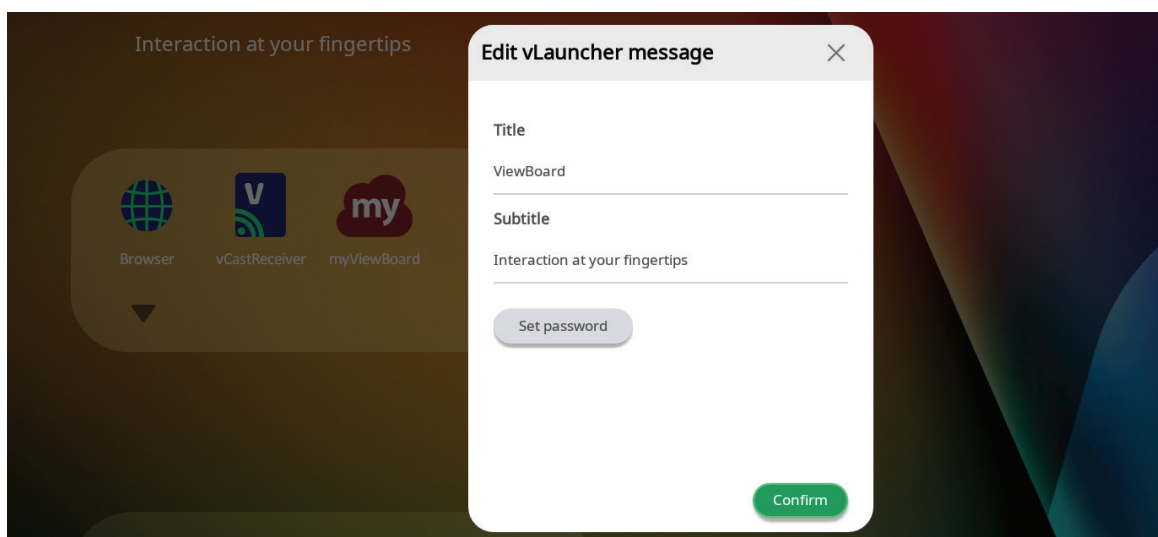 Interaction at your fingertips
V
my
Browser
vCastReceiver
myViewBoard
Edit vLauncher message
Title
ViewBoard
Subtitle
Interaction at your fingertips
Set password
Confirm